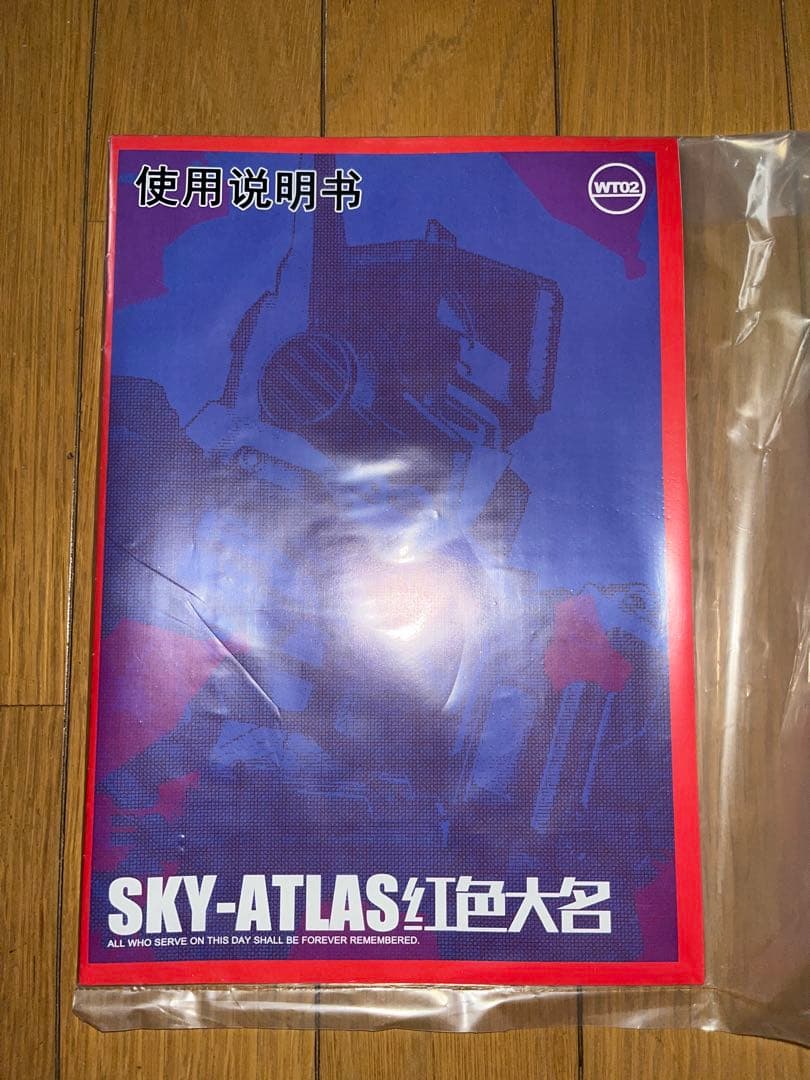 使用说明书
WT02
SKY-ATLAS红色大名
ALL WHO SERVE ON THIS DAY SHALL BE FOREVER REMEMBERED.